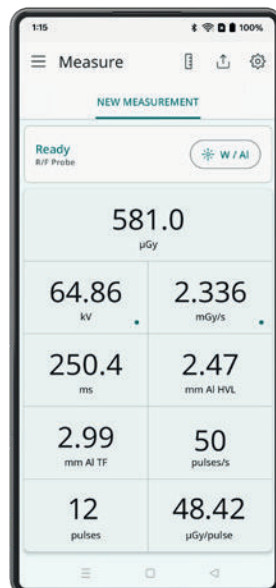 1:15 100%
Measure
NEW MEASUREMENT
Ready
R/F Probe
W / Al
581.0
µGy
64.86 2.336
kV mGy/s
250.4 2.47
ms mm Al HVL
2.99 50
mm Al TF pulses/s
12 48.42
pulses µGy/pulse